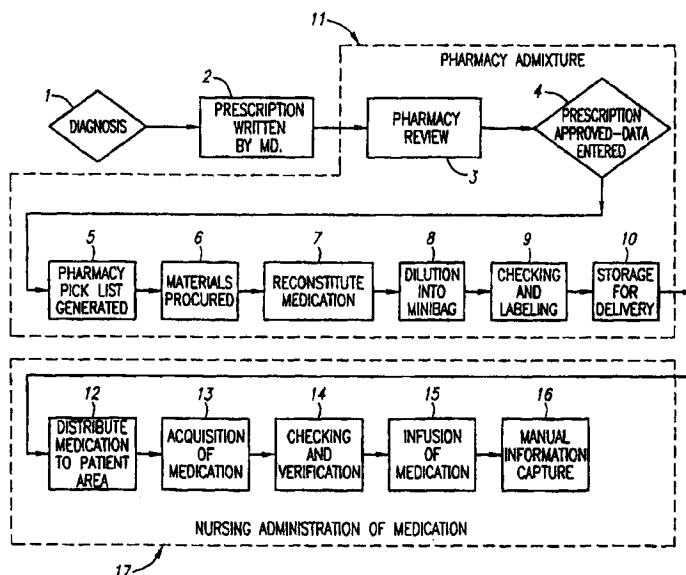 11
PHARMACY ADMIXTURE
1
DIAGNOSIS
2
PRESCRIPTION
WRITTEN
BY MD.
PHARMACY
REVIEW
3
4
PRESCRIPTION
APPROVED-DATA
ENTERED
5
PHARMACY
PICK LIST
GENERATED
6
MATERIALS
PROCURED
7
RECONSTITUTE
MEDICATION
8
DILUTION
INTO
MINIBAG
9
CHECKING
AND
LABELING
10
STORAGE
FOR
DELIVERY
12
DISTRIBUTE
MEDICATION
TO PATIENT
AREA
13
ACQUISITION
OF
MEDICATION
14
CHECKING
AND
VERIFICATION
15
INFUSION
OF
MEDICATION
16
MANUAL
INFORMATION
CAPTURE
NURSING ADMINISTRATION OF MEDICATION
17